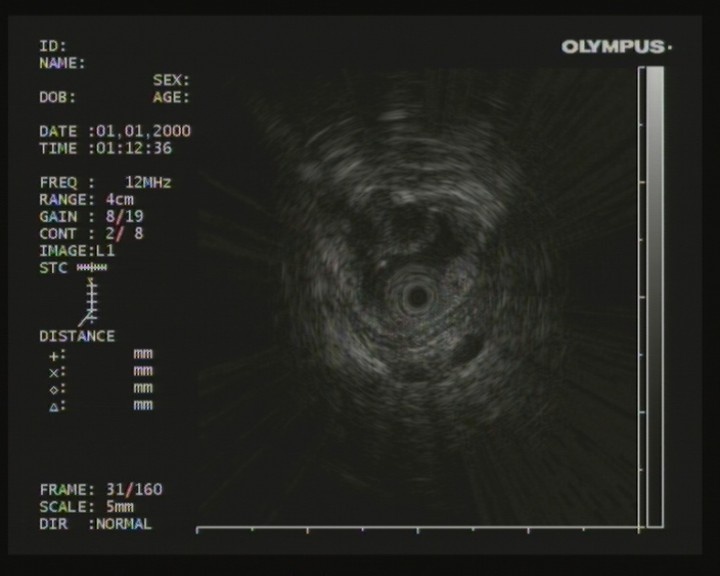 ID:
NAME:
SEX:
DOB: AGE:
OLYMPUS
DATE :01,01,2000
TIME :01:12:36
FREQ : 12MHz
RANGE: 4cm
GAIN : 8/19
CONT : 2/ 8
IMAGE:L1
STC
DISTANCE
+: mm
×: mm
◇: mm
△: mm
FRAME: 31/160
SCALE: 5mm
DIR :NORMAL